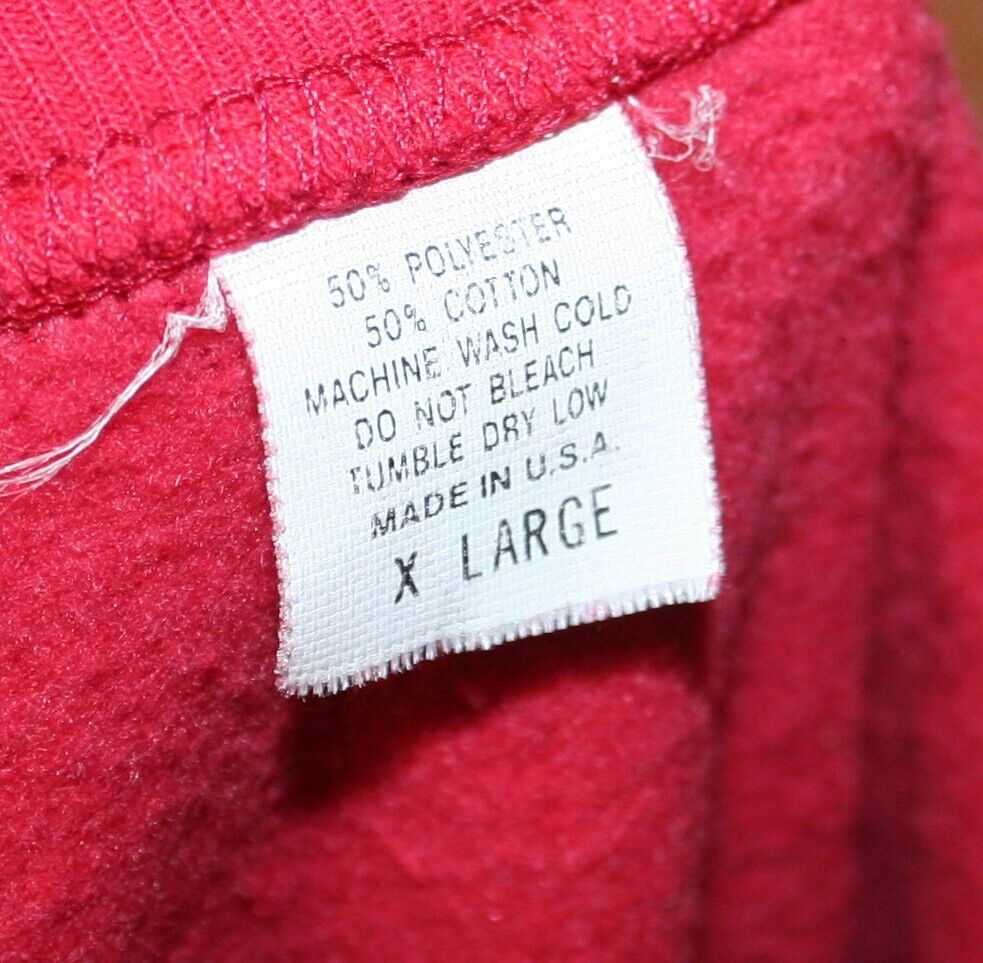 50% POLYESTER
50% COTTON
MACHINE WASH COLD
DO NOT BLEACH
TUMBLE DRY LOW
MADE IN U.S.A.
X LARGE